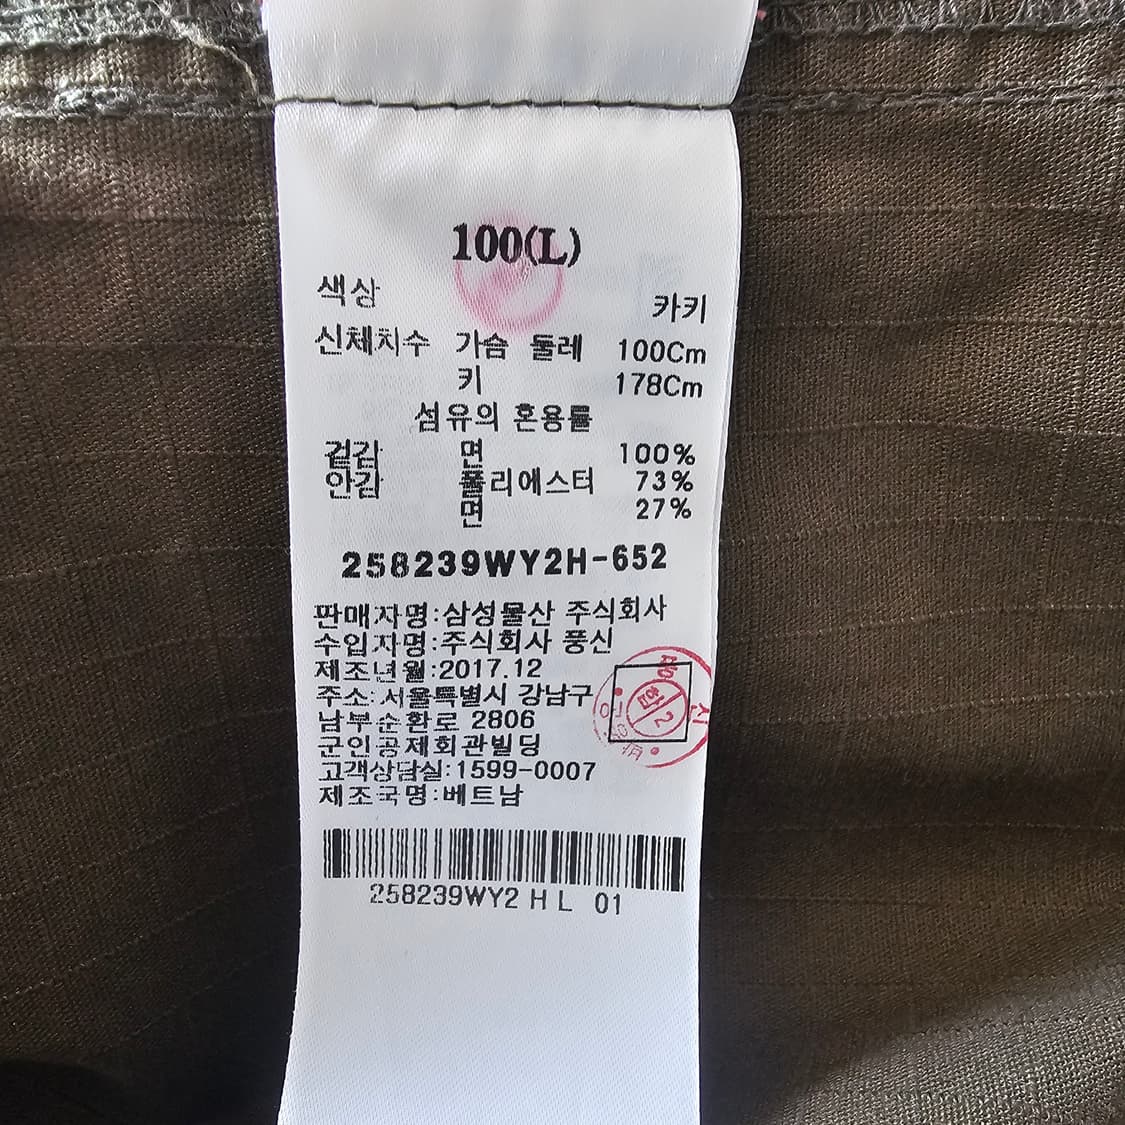 100(L)
색상 카키
신체치수 가슴 둘레 100Cm
키 178Cm
섬유의 혼용률
겉감 면 100%
안감 폴리에스터 73%
면 27%
258239WY2H-652
판매자명:삼성물산 주식회사
수입자명:주식회사 풍신
제조년월:2017.12
주소:서울특별시 강남구
남부순환로 2806
군인공제회관빌딩
고객상담실:1599-0007
제조국명:베트남
258239WY2 H L 01